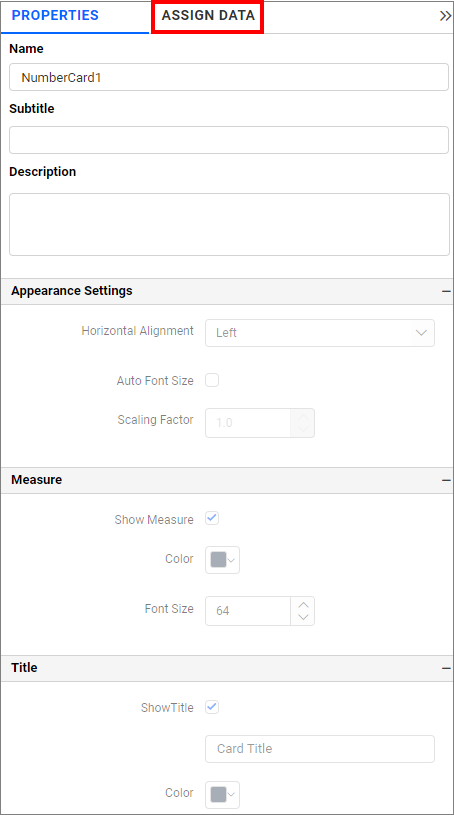 PROPERTIES ASSIGN DATA
Name
NumberCard1
Subtitle
Description
Appearance Settings
Horizontal Alignment Left
Auto Font Size
Scaling Factor 1.0
Measure
Show Measure
Color
Font Size 64
Title
ShowTitle
Card Title
Color